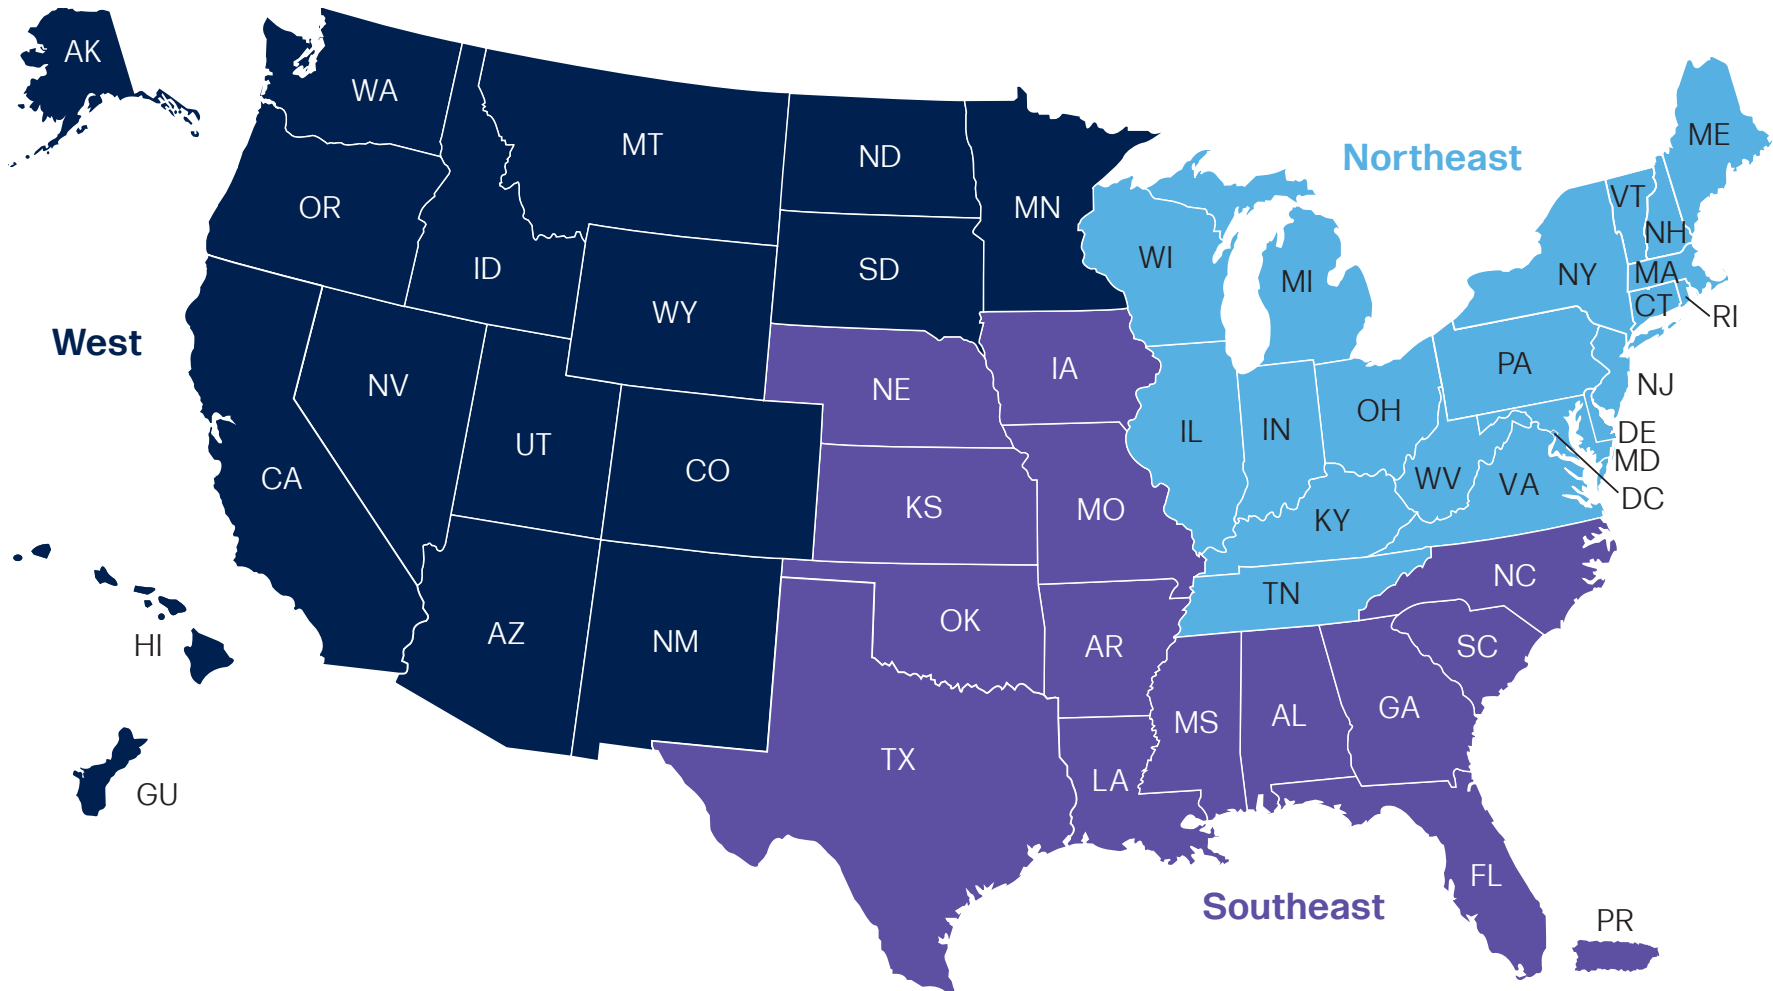 AK
WA
MT
ND
MN
ME
Northeast
VT
OR
NH
ID
SD
WI
MI
NY
MA
CT
RI
WY
West
NV
NE
IA
PA
NJ
UT
CO
IL
IN
OH
DE
MD
CA
KS
MO
KY
WV
VA
DC
AZ
NM
OK
AR
TN
NC
HI
SC
TX
MS
AL
GA
LA
GU
FL
Southeast
PR